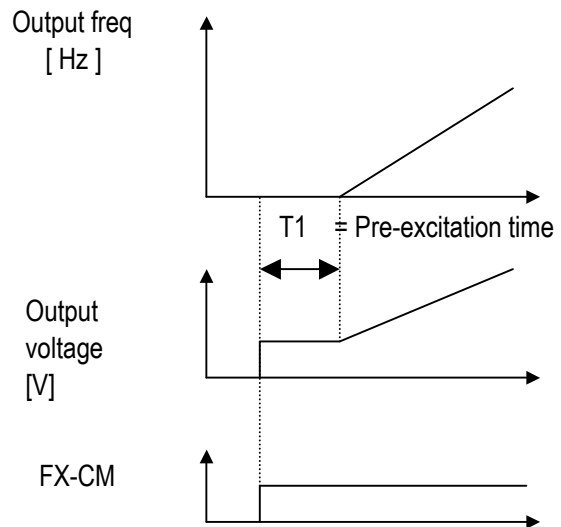 Output freq
[ Hz ]
T1 = Pre-excitation time
Output
voltage
[V]
FX-CM